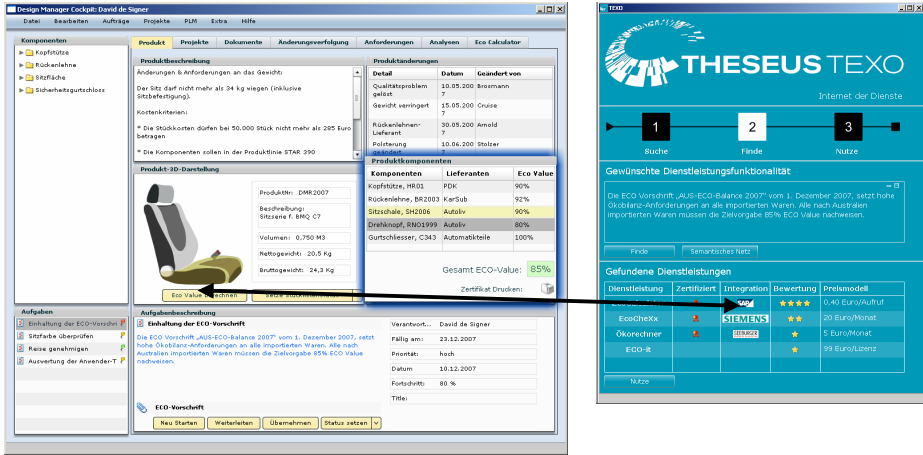 Design Manager Cockpit: David de Signer
Datei Bearbeiten Aufträge Projekte PLM Extra Hilfe
Komponenten
Kopfstütze
Rückenlehne
Sitzfläche
Sicherheitsgurtschloss
Produkt Projekte Dokumente Änderungsverfolgung Anforderungen Analysen Eco Calculator
Produktbeschreibung
Änderungen & Anforderungen an das Gewicht:
Der Sitz darf nicht mehr als 34 kg wiegen (inklusive
Sitzbefestigung).
Kostenkriterien:
* Die Stückkosten dürfen bei 50.000 Stück nicht mehr als 285 Euro
betragen
* Die Komponenten sollen in der Produktlinie STAR 390
Produktänderungen
Detail Datum Geändert von
Qualitätsproblem 10.05.200 Brosmann
gelöst 7
Gewicht verringert 15.05.200 Cruise
7
Rückenlehnen- 30.05.200 Arnold
Lieferant 7
Polsterung 10.06.200 Stolzer
geändert 7
Produkt-3D-Darstellung
ProduktNr: DMR2007
Beschreibung:
Sitzserie f. BMQ C7
Volumen: 0,750 M3
Nettogewicht: 20,5 Kg
Bruttogewicht: 24,3 Kg
Eco Value berechnen
Produktkomponenten
Komponenten Lieferanten Eco Value
Kopfstütze, HR01 PDK 90%
Rückenlehne, BR2003 KarSub 92%
Sitzschale, SH2006 Autoliv 90%
Drehknopf, RNO1999 Autoliv 80%
Gurtschliesser, C343 Automatikteile 100%
Gesamt ECO-Value: 85%
Zertifikat Drucken:
Aufgaben
Einhaltung der ECO-Vorschri
Sitzfarbe überprüfen
Reise genehmigen
Auswertung der Anwender-T
Aufgabenbeschreibung
Einhaltung der ECO-Vorschrift
Die ECO Vorschrift „AUS-ECO-Balance 2007“ vom 1. Dezember 2007, setzt
hohe Ökobilanz-Anforderungen an alle importierten Waren. Alle nach
Australien importierten Waren müssen die Zielvorgabe 85% ECO Value
nachweisen.
ECO-Vorschrift
Verantwort... David de Signer
Fällig am: 23.12.2007
Priorität: hoch
Datum 10.12.2007
Fortschritt: 80 %
Title:
Neu Starten Weiterleiten Übernehmen Status setzen
TEXO
THESEUS TEXO
Internet der Dienste
1 2 3
Suche Finde Nutze
Gewünschte Dienstleistungsfunktionalität
Die ECO Vorschrift „AUS-ECO-Balance 2007“ vom 1. Dezember 2007, setzt hohe
Ökobilanz-Anforderungen an alle importierten Waren. Alle nach Australien
importierten Waren müssen die Zielvorgabe 85% ECO Value nachweisen.
Finde Semantisches Netz
Gefundene Dienstleistungen
Dienstleistung Zertifiziert Integration Bewertung Preismodell
SAP 0,40 Euro/Aufruf
EcoCheXx SIEMENS 20 Euro/Monat
Ökorechner SEEBURGER 5 Euro/Monat
ECO-it 99 Euro/Lizenz
Nutze